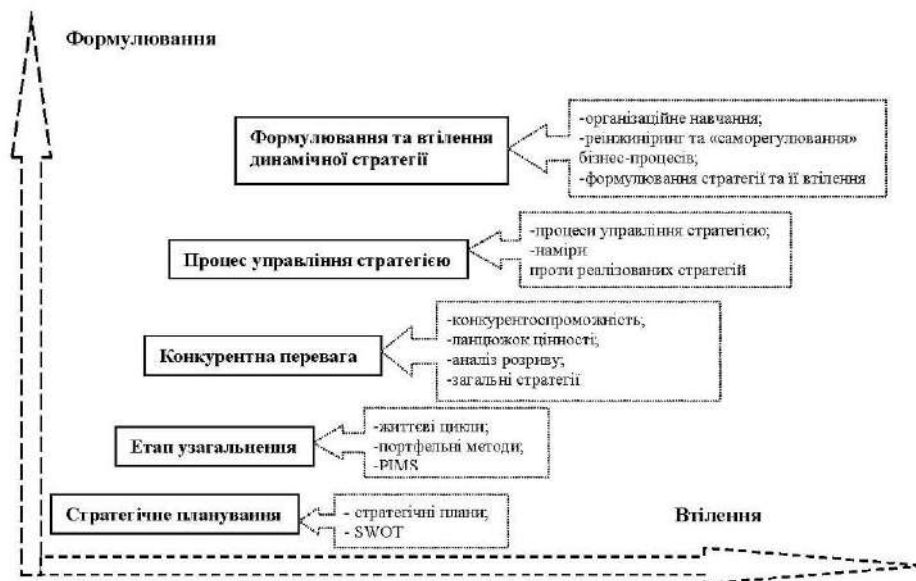 Формулювання
Формулювання та втілення
динамічної стратегії
-організаційне навчання;
-реінжиніринг та «саморегулювання»
бізнес-процесів;
-формулювання стратегії та її втілення
Процес управління стратегією
-процеси управління стратегією;
-наміри
проти реалізованих стратегій
Конкурентна перевага
-конкурентоспроможність;
-ланцюжок цінності;
-аналіз розриву;
-загальні стратегії
Етап узагальнення
-життєві цикли;
-портфельні методи;
-PIMS
Стратегічне планування
- стратегічні плани;
- SWOT
Втілення